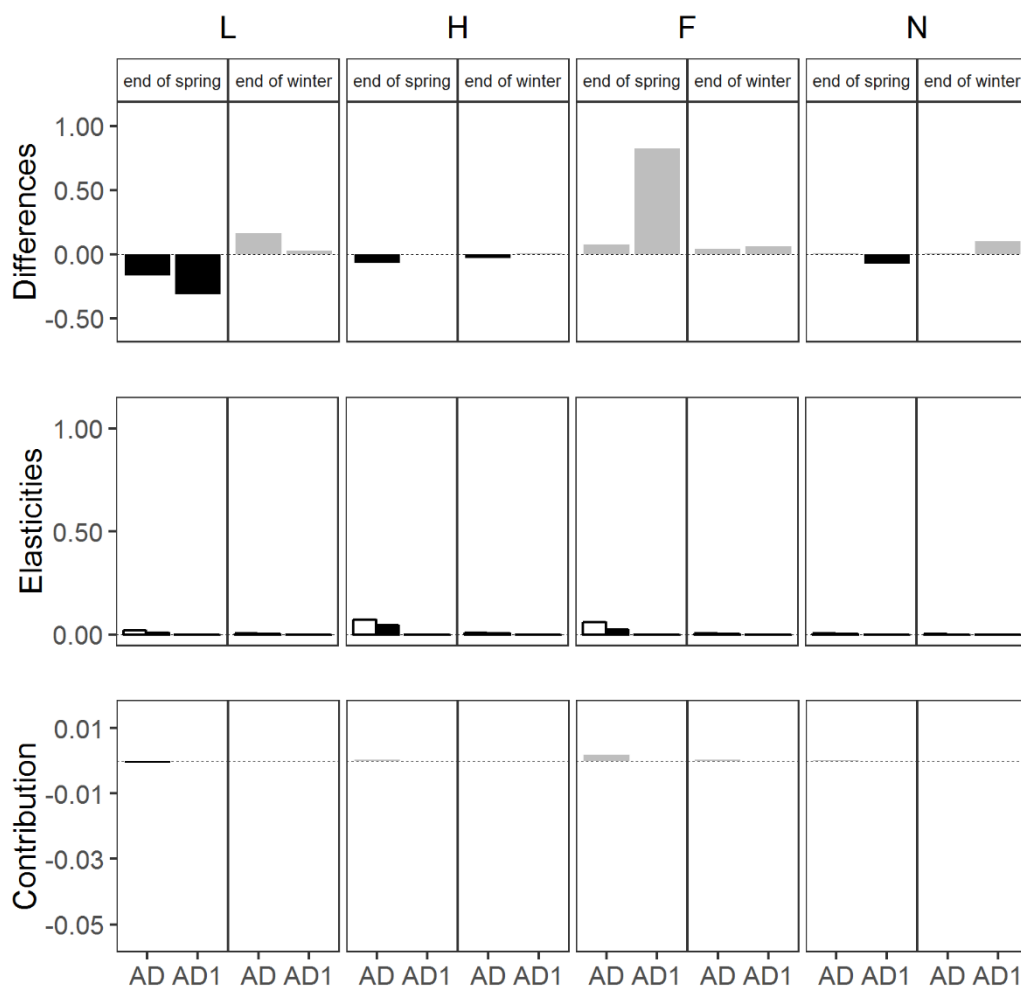 L H F N
end of spring end of winter end of spring end of winter end of spring end of winter end of spring end of winter
Differences
1.00
0.50
0.00
-0.50
Elasticities
1.00
0.50
0.00
Contribution
0.01
-0.01
-0.03
-0.05
AD AD1 AD AD1 AD AD1 AD AD1 AD AD1 AD AD1 AD AD1 AD AD1